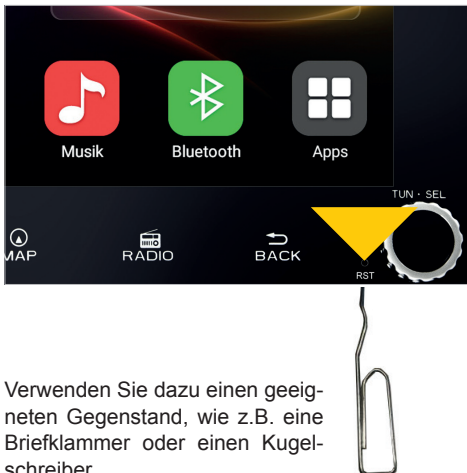 Musik Bluetooth Apps
TUN · SEL
MAP RADIO BACK
RST
Verwenden Sie dazu einen geeig-
neten Gegenstand, wie z.B. eine
Briefklammer oder einen Kugel-
schreiber